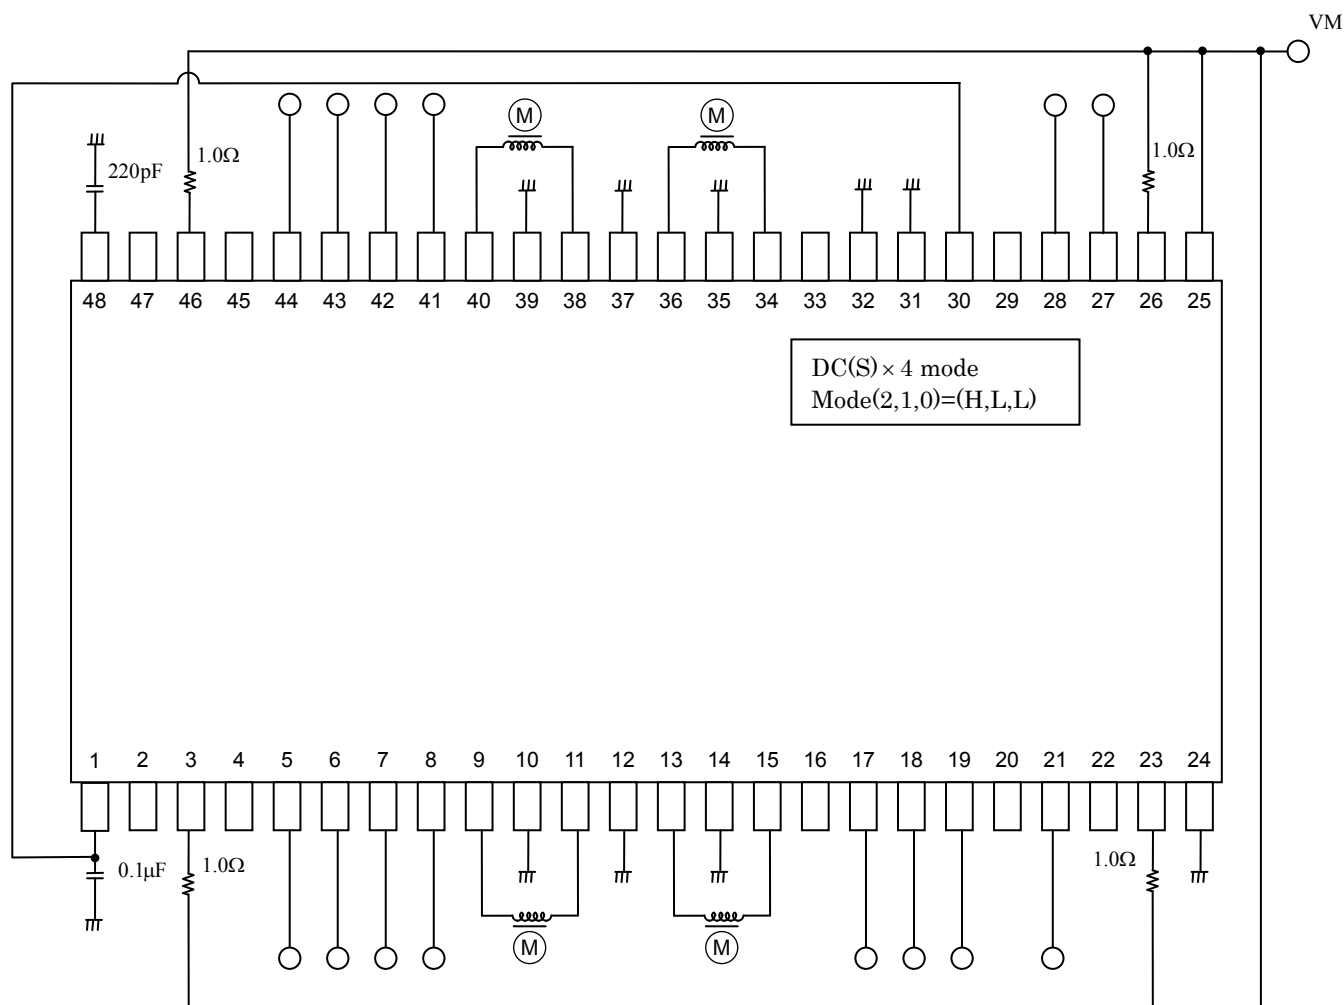 VM
M M
220pF 1.0Ω 1.0Ω
48 47 46 45 44 43 42 41 40 39 38 37 36 35 34 33 32 31 30 29 28 27 26 25
DC(S) × 4 mode
Mode(2,1,0)=(H,L,L)
1 2 3 4 5 6 7 8 9 10 11 12 13 14 15 16 17 18 19 20 21 22 23 24
0.1μF 1.0Ω 1.0Ω
M M